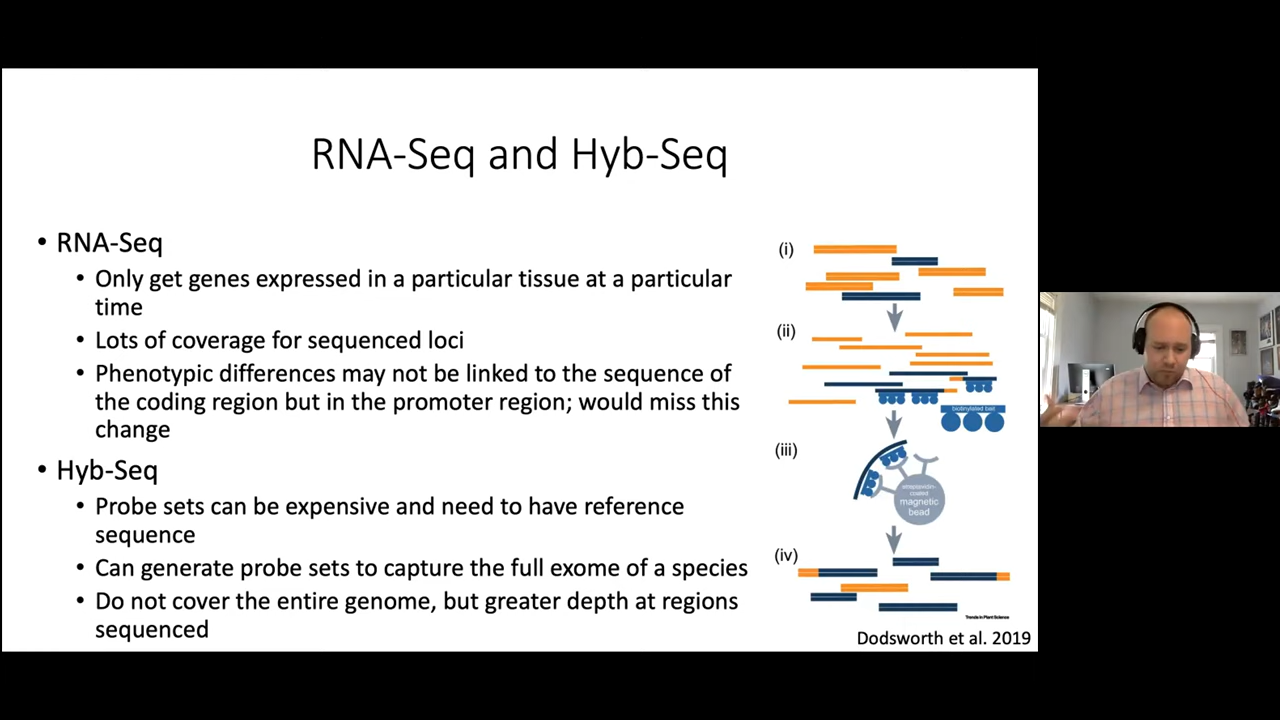 RNA-Seq and Hyb-Seq
• RNA-Seq
• Only get genes expressed in a particular tissue at a particular
time
• Lots of coverage for sequenced loci
• Phenotypic differences may not be linked to the sequence of
the coding region but in the promoter region; would miss this
change
• Hyb-Seq
• Probe sets can be expensive and need to have reference
sequence
• Can generate probe sets to capture the full exome of a species
• Do not cover the entire genome, but greater depth at regions
sequenced
(i)
(ii)
biotinylated bait
(iii)
streptavidin-
coated
magnetic
bead
(iv)
Trends in Plant Science
Dodsworth et al. 2019